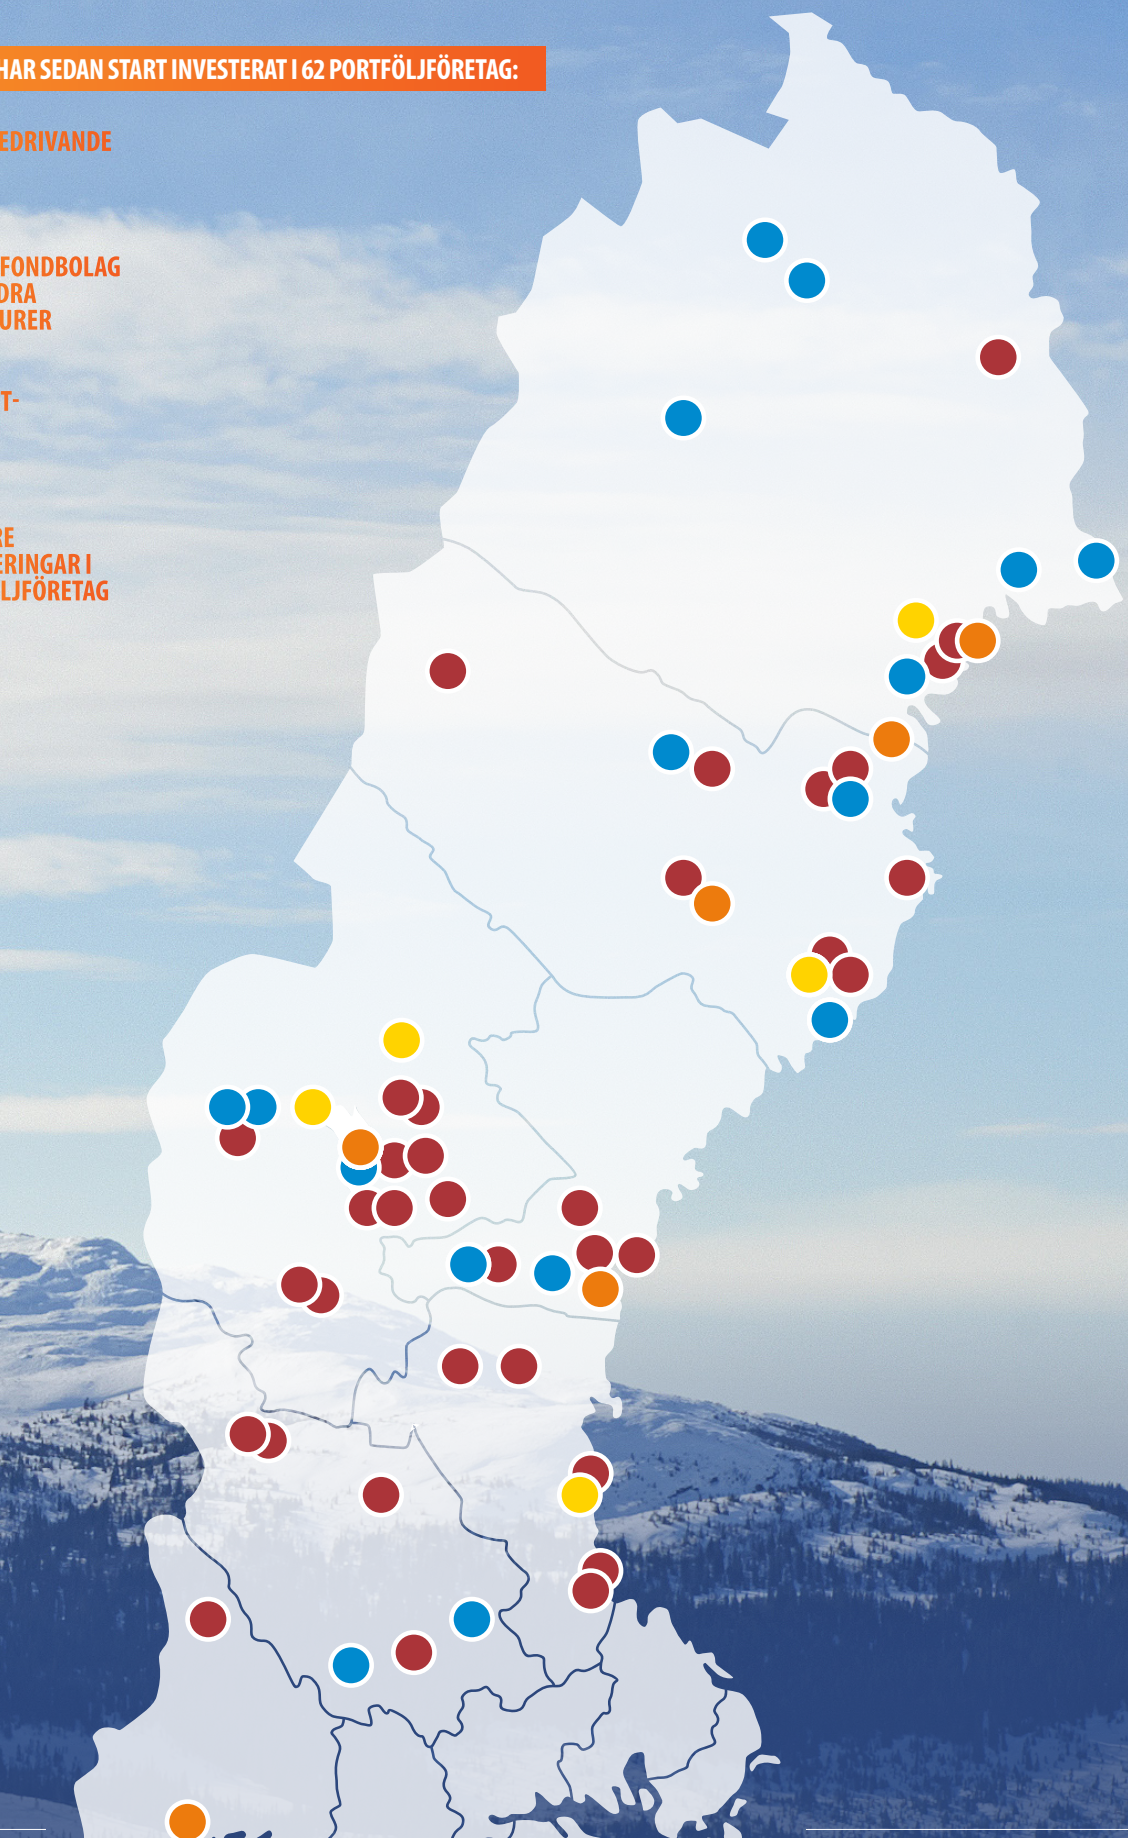 HAR SEDAN START INVESTERAT I 62 PORTFÖLJFÖRETAG:
EDRIVANDE
FONDBOLAG
DRA
URER
T-
RE
ERINGAR I
LJFÖRETAG